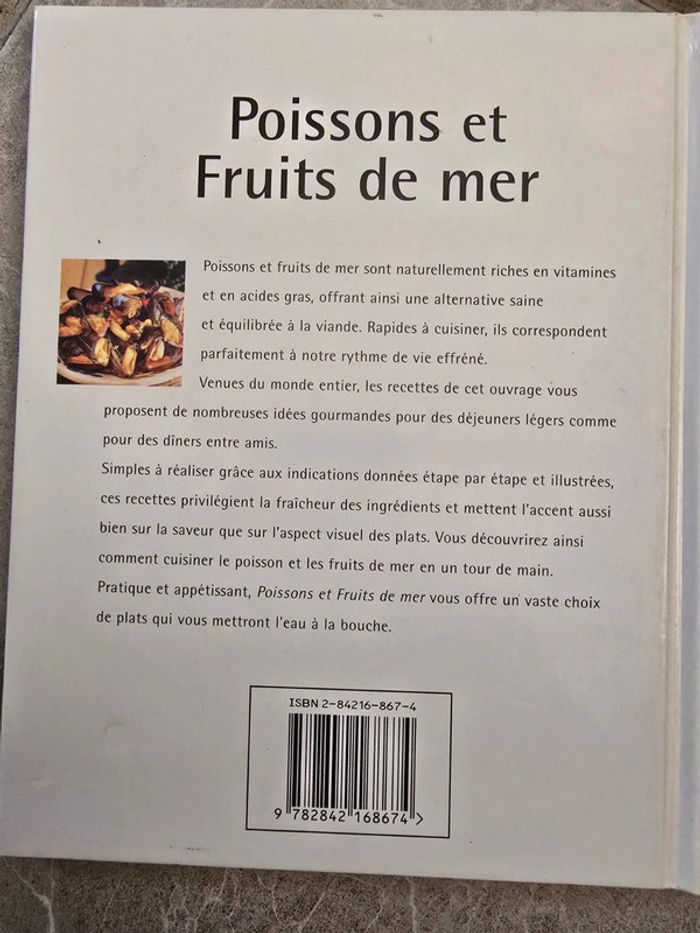 Poissons et
Fruits de mer
Poissons et fruits de mer sont naturellement riches en vitamines
et en acides gras, offrant ainsi une alternative saine
et équilibrée à la viande. Rapides à cuisiner, ils correspondent
parfaitement à notre rythme de vie effréné.
Venues du monde entier, les recettes de cet ouvrage vous
proposent de nombreuses idées gourmandes pour des déjeuners légers comme
pour des dîners entre amis.
Simples à réaliser grâce aux indications données étape par étape et illustrées,
ces recettes privilégient la fraîcheur des ingrédients et mettent l'accent aussi
bien sur la saveur que sur l'aspect visuel des plats. Vous découvrirez ainsi
comment cuisiner le poisson et les fruits de mer en un tour de main.
Pratique et appétissant, Poissons et Fruits de mer vous offre un vaste choix
de plats qui vous mettront l'eau à la bouche.
ISBN 2-84216-867-4
9 782842 168674 >